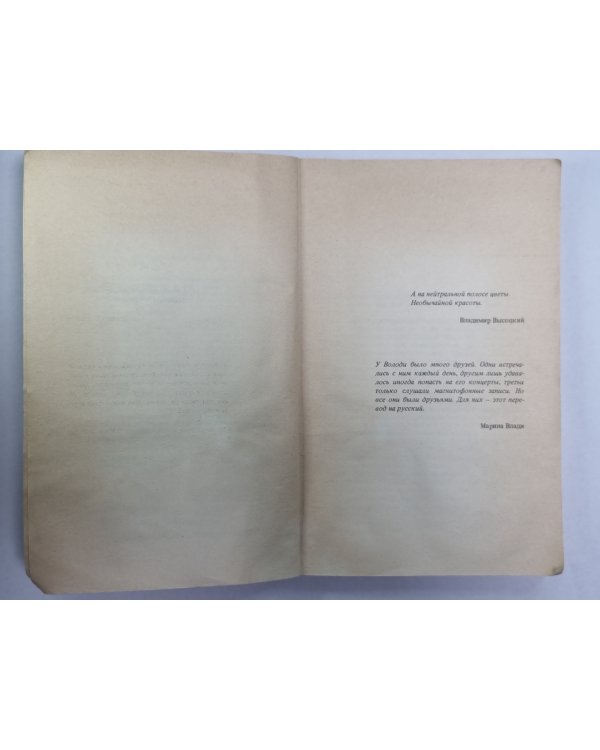 А на нейтральной полосе цветы
Необычайной красоты.
Владимир Высоцкий
У Володи было много друзей. Одни встреча-
лись с ним каждый день, другим лишь удава-
лось иногда попасть на его концерты, третьи
только слушали магнитофонные записи. Но
все они были друзьями. Для них — этот пере-
вод на русский.
Марина Влади